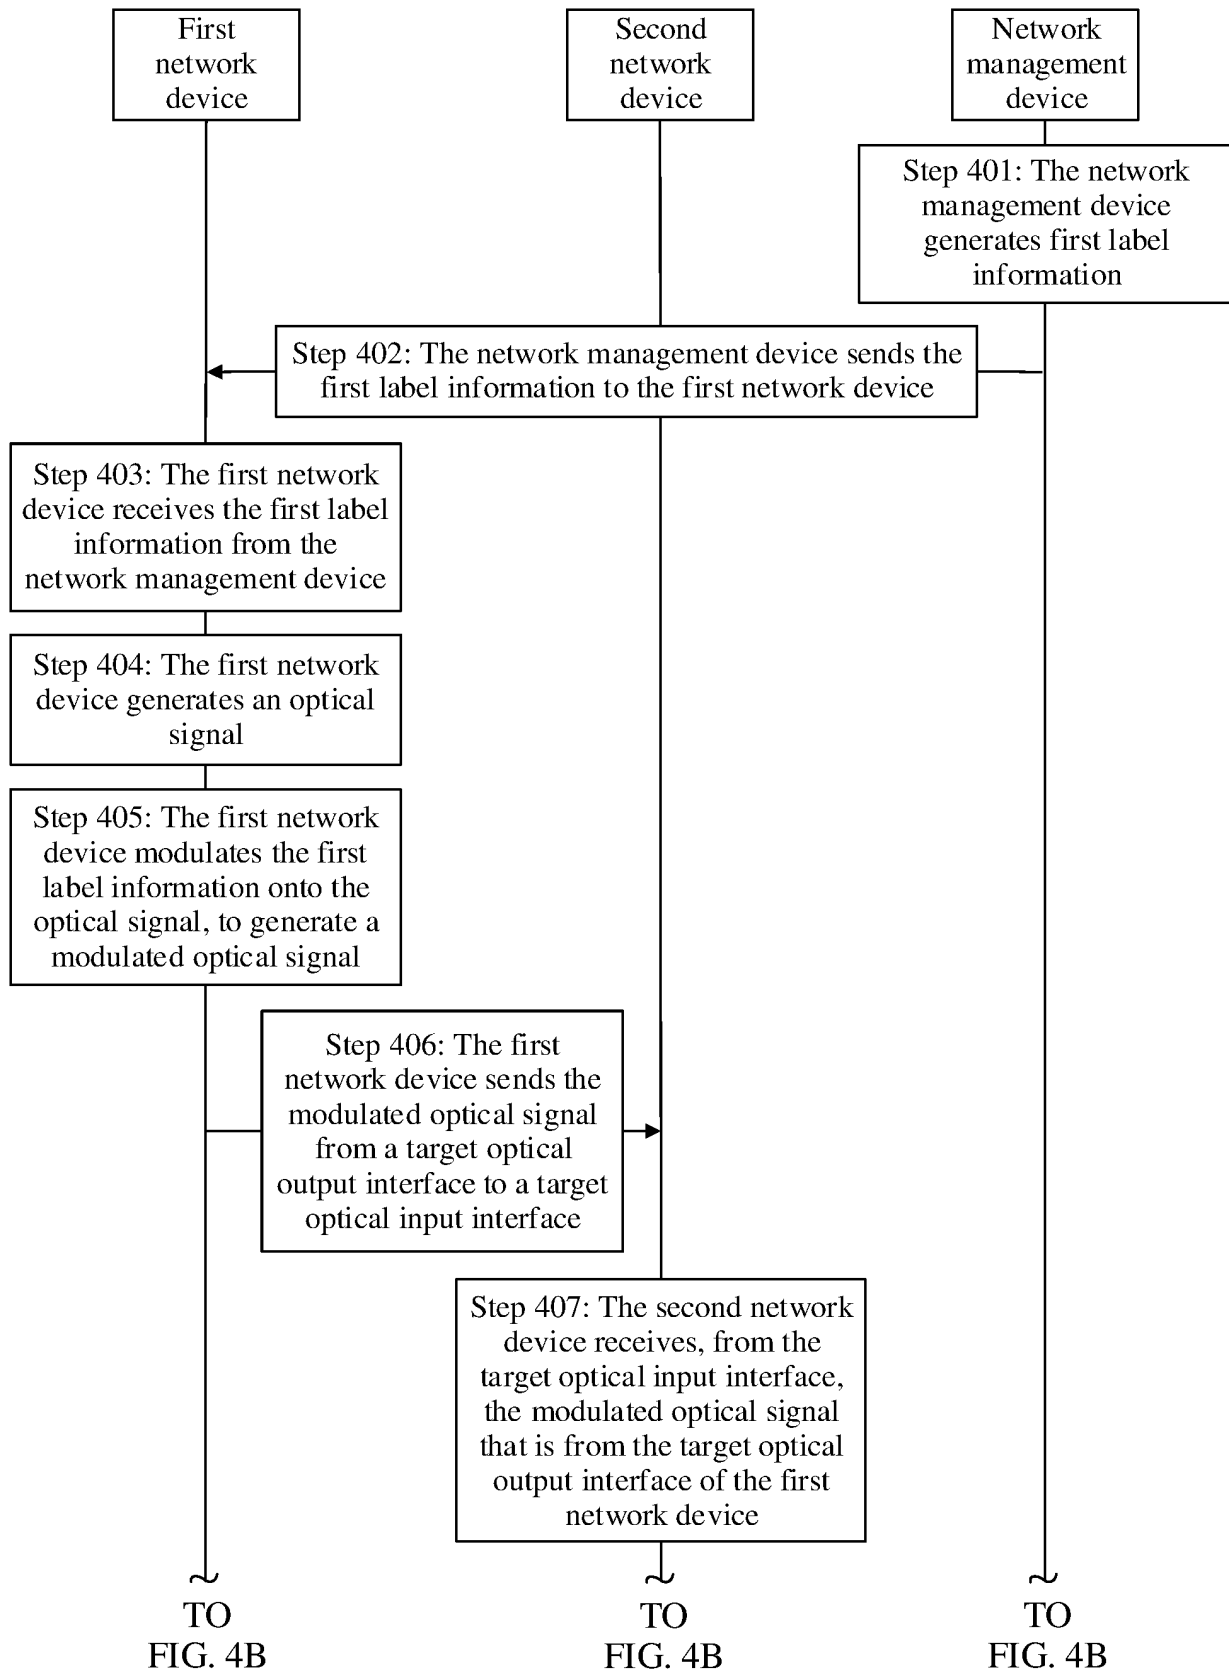 First
network
device
Second
network
device
Network
management
device
Step 401: The network
management device
generates first label
information
Step 402: The network management device sends the
first label information to the first network device
Step 403: The first network
device receives the first label
information from the
network management device
Step 404: The first network
device generates an optical
signal
Step 405: The first network
device modulates the first
label information onto the
optical signal, to generate a
modulated optical signal
Step 406: The first
network device sends the
modulated optical signal
from a target optical
output interface to a target
optical input interface
Step 407: The second network
device receives, from the
target optical input interface,
the modulated optical signal
that is from the target optical
output interface of the first
network device
TO
FIG. 4B
TO
FIG. 4B
TO
FIG. 4B